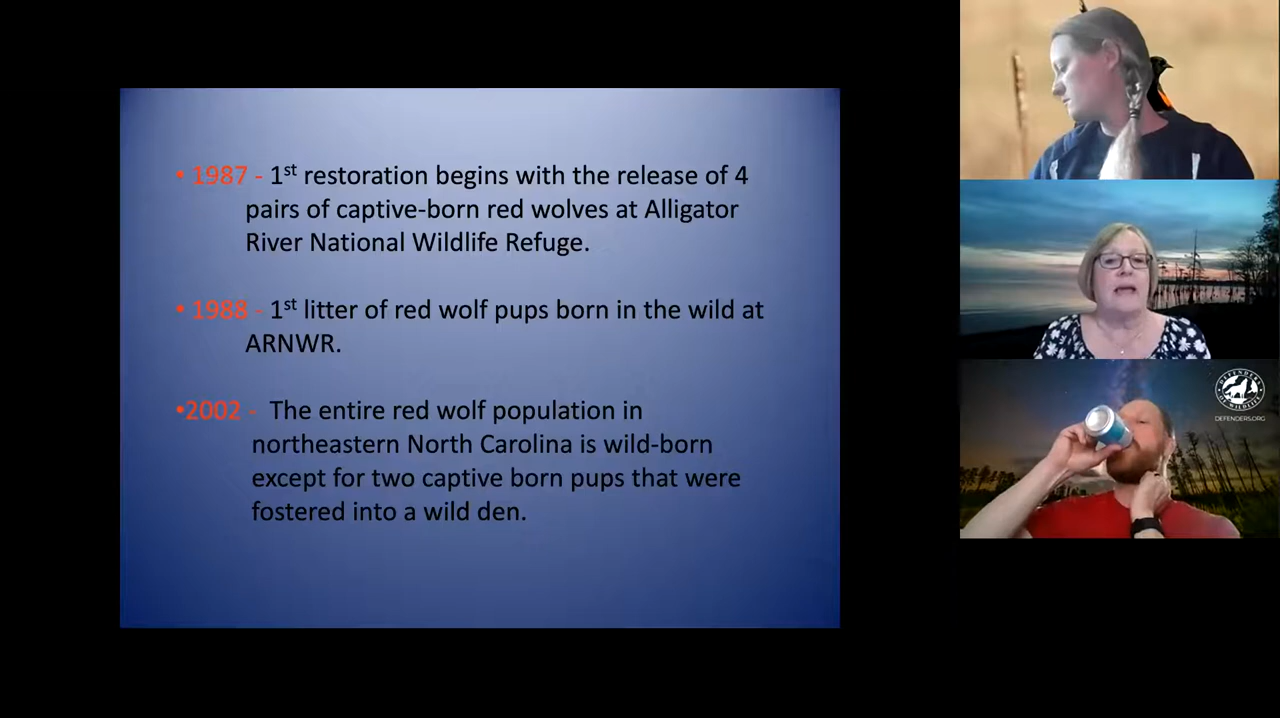 • 1987 - 1st restoration begins with the release of 4
pairs of captive-born red wolves at Alligator
River National Wildlife Refuge.
• 1988 - 1st litter of red wolf pups born in the wild at
ARNWR.
•2002 - The entire red wolf population in
northeastern North Carolina is wild-born
except for two captive born pups that were
fostered into a wild den.
DEFENDERS OF WILDLIFE
DEFENDERS.ORG